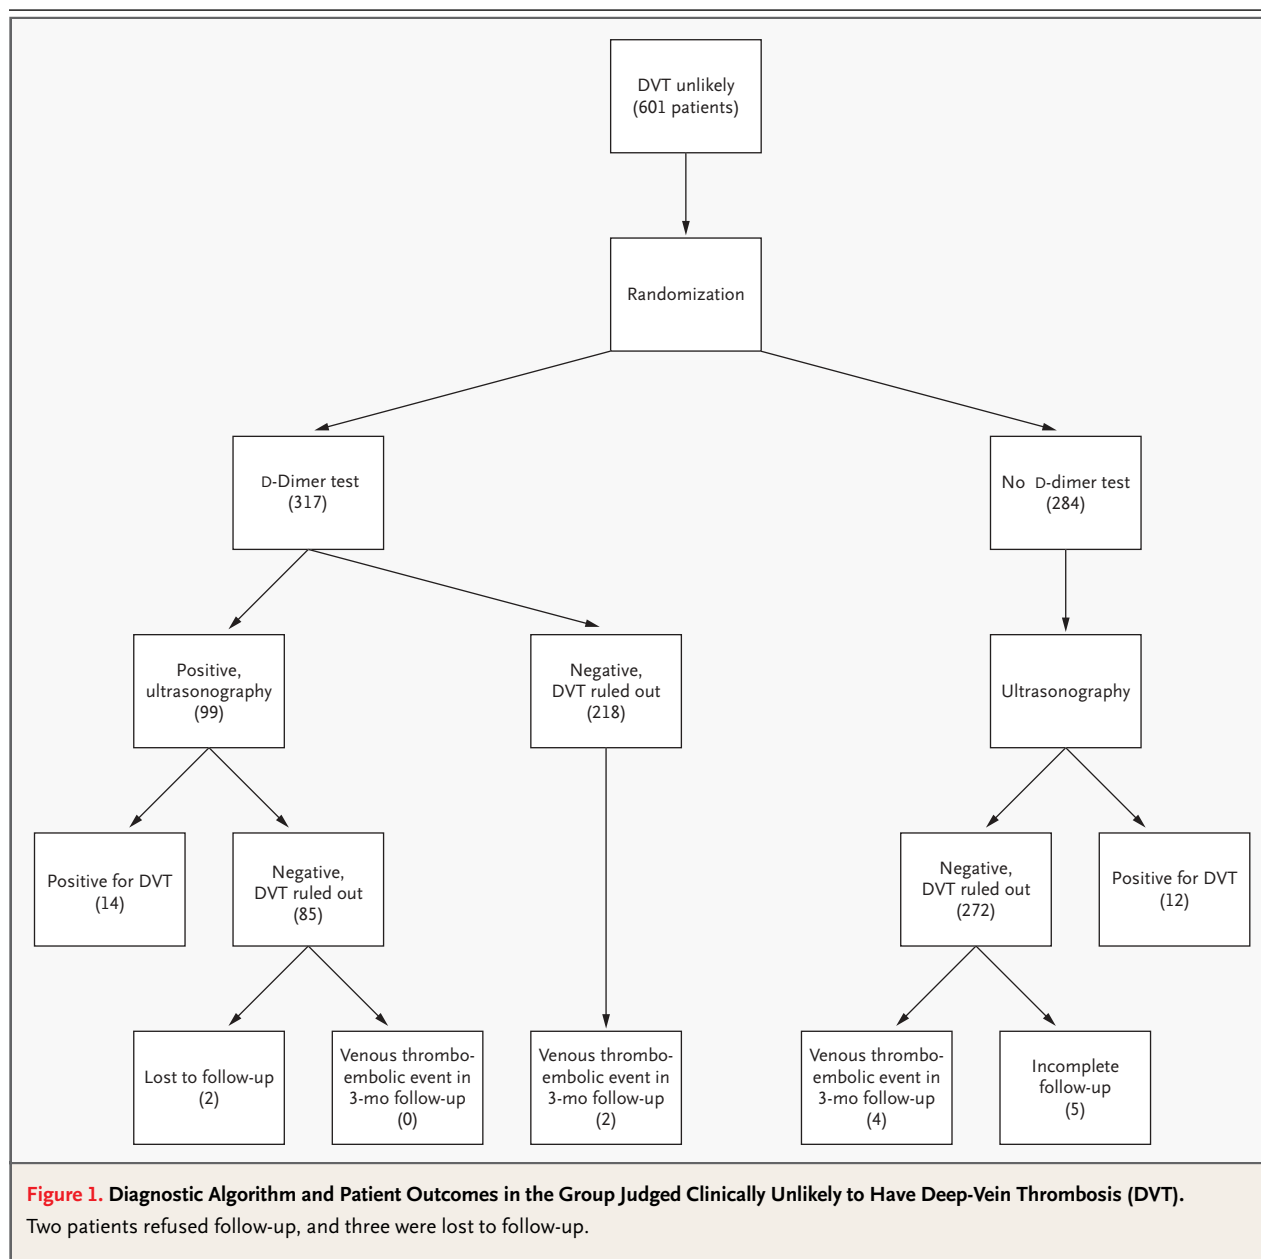 DVT unlikely
(601 patients)
Randomization
D-Dimer test
(317)
No D-dimer test
(284)
Positive,
ultrasonography
(99)
Negative,
DVT ruled out
(218)
Ultrasonography
Positive for DVT
(14)
Negative,
DVT ruled out
(85)
Negative,
DVT ruled out
(272)
Positive for DVT
(12)
Lost to follow-up
(2)
Venous thrombo-
embolic event in
3-mo follow-up
(0)
Venous thrombo-
embolic event in
3-mo follow-up
(2)
Venous thrombo-
embolic event in
3-mo follow-up
(4)
Incomplete
follow-up
(5)
Figure 1. Diagnostic Algorithm and Patient Outcomes in the Group Judged Clinically Unlikely to Have Deep-Vein Thrombosis (DVT).
Two patients refused follow-up, and three were lost to follow-up.